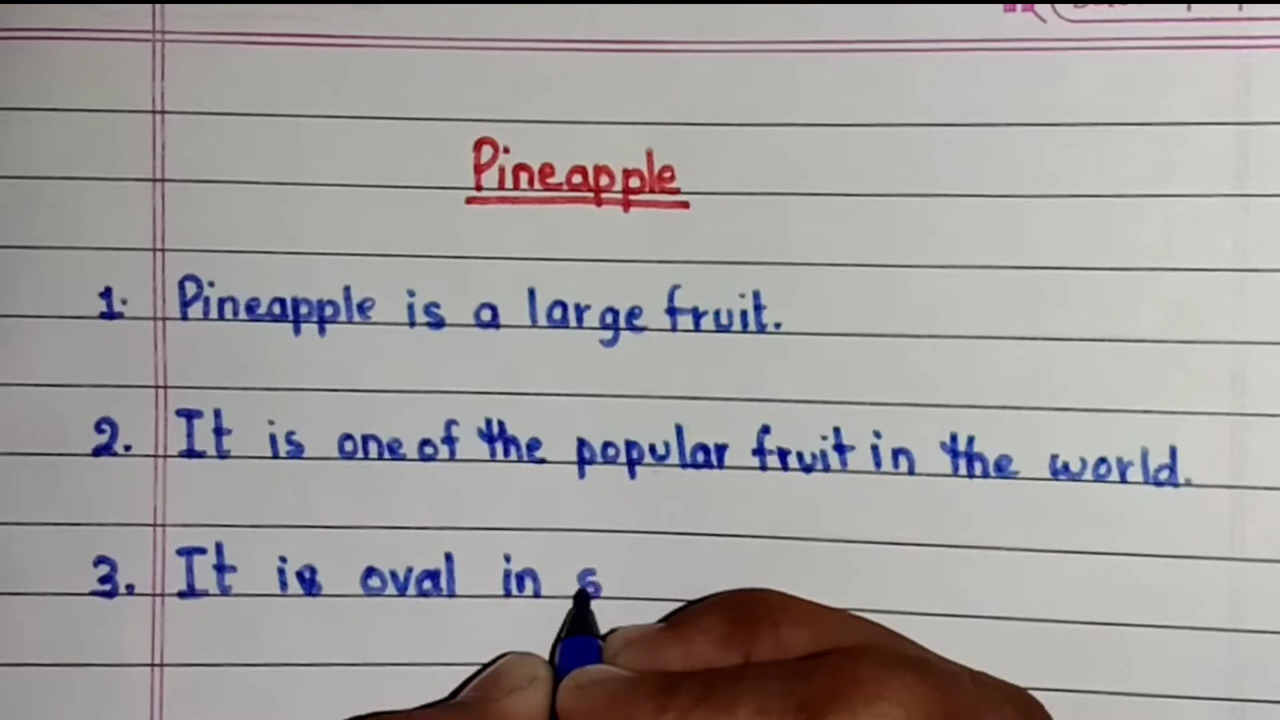 Pineapple
1. Pineapple is a large fruit.
2. It is one of the popular fruit in the world.
3. It is oval in s